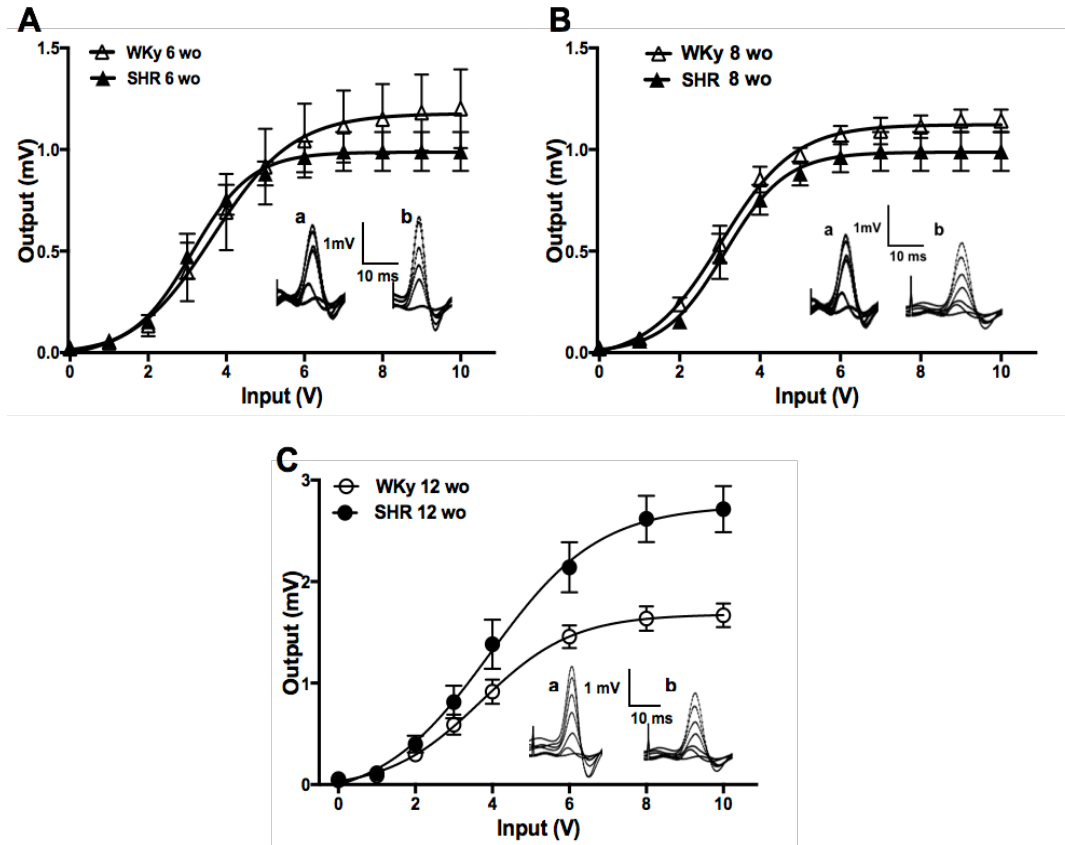 A
WKy 6 wo
SHR 6 wo
Output (mV)
1.5
1.0
0.5
0.0
a
1mV
10 ms
b
0 2 4 6 8 10
Input (V)
B
WKy 8 wo
SHR 8 wo
Output (mV)
1.5
1.0
0.5
0.0
a
1mV
10 ms
b
0 2 4 6 8 10
Input (V)
C
WKy 12 wo
SHR 12 wo
Output (mV)
3
2
1
0
a
1 mV
10 ms
b
0 2 4 6 8 10
Input (V)